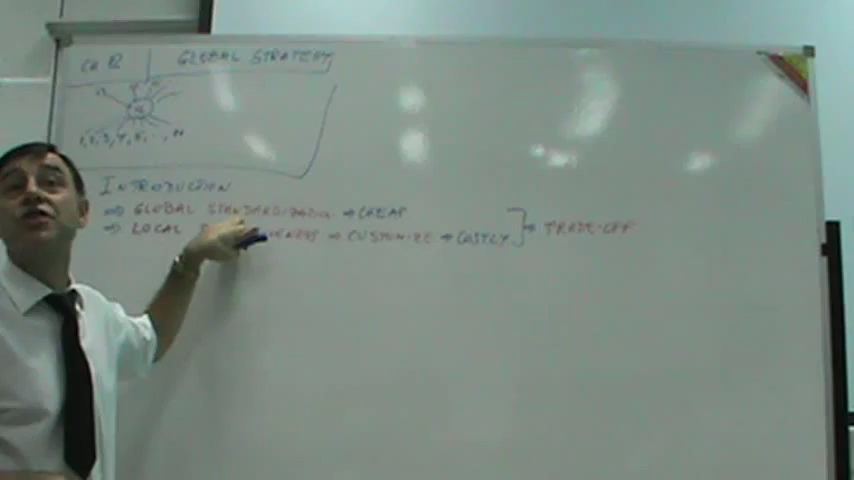 CH 12 GLOBAL STRATEGY
INTRODUCTION
⇒ GLOBAL STANDARDIZATION → CHEAP
⇒ LOCAL → CUSTOMIZE → COSTLY → TRADE-OFF